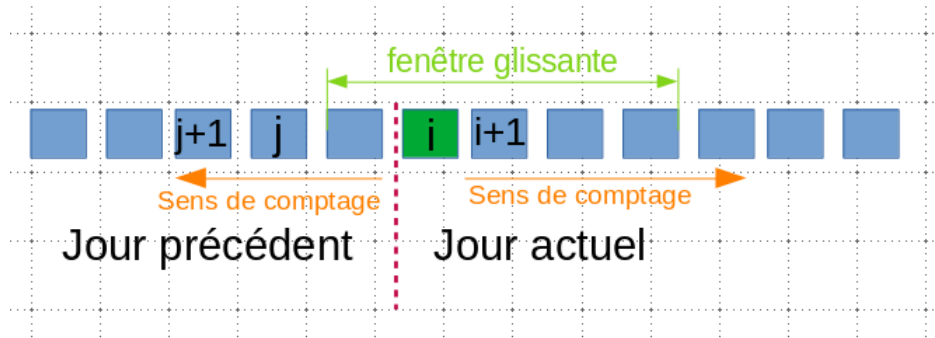 fenêtre glissante
j+1 j i i+1
Sens de comptage Sens de comptage
Jour précédent Jour actuel